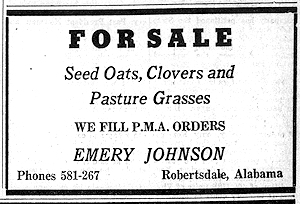 FOR SALE
Seed Oats, Clovers and
Pasture Grasses
WE FILL P.M.A. ORDERS
EMERY JOHNSON
Phones 581-267 Robertsdale, Alabama